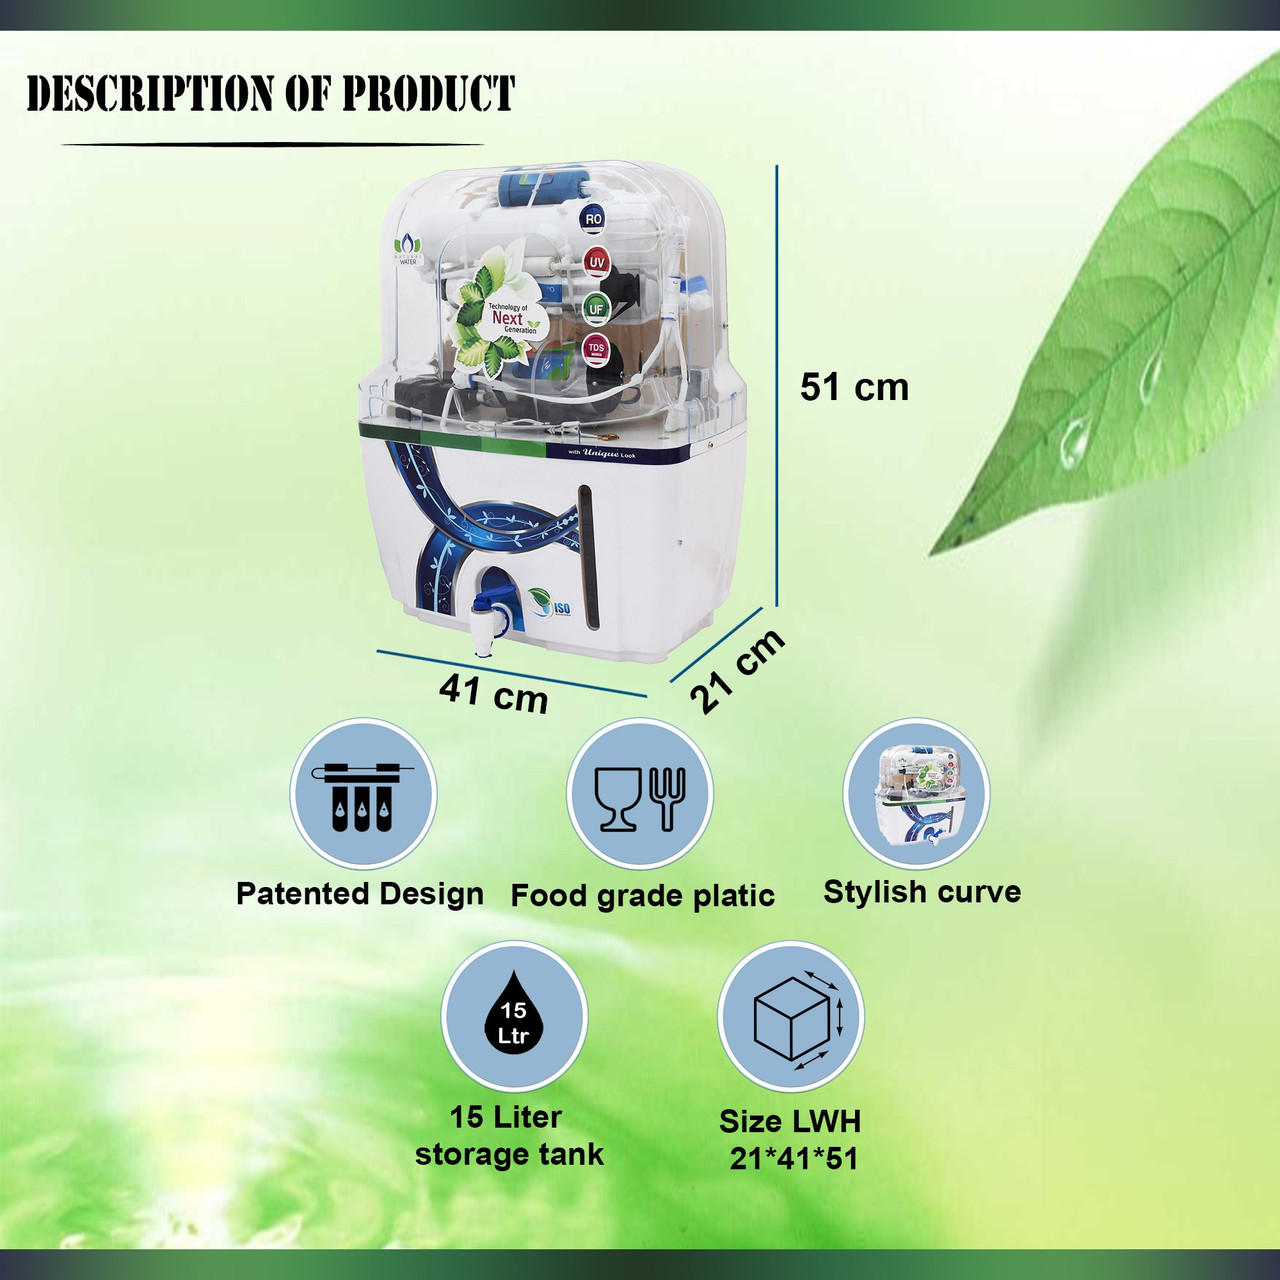 DESCRIPTION OF PRODUCT
NATURAL
WATER
RO
UV
UF
TDS
Technology of
Next
Generation
with Unique Look
ISO
51 cm
41 cm
21 cm
Patented Design
Food grade platic
Stylish curve
15
Ltr
15 Liter
storage tank
Size LWH
21*41*51